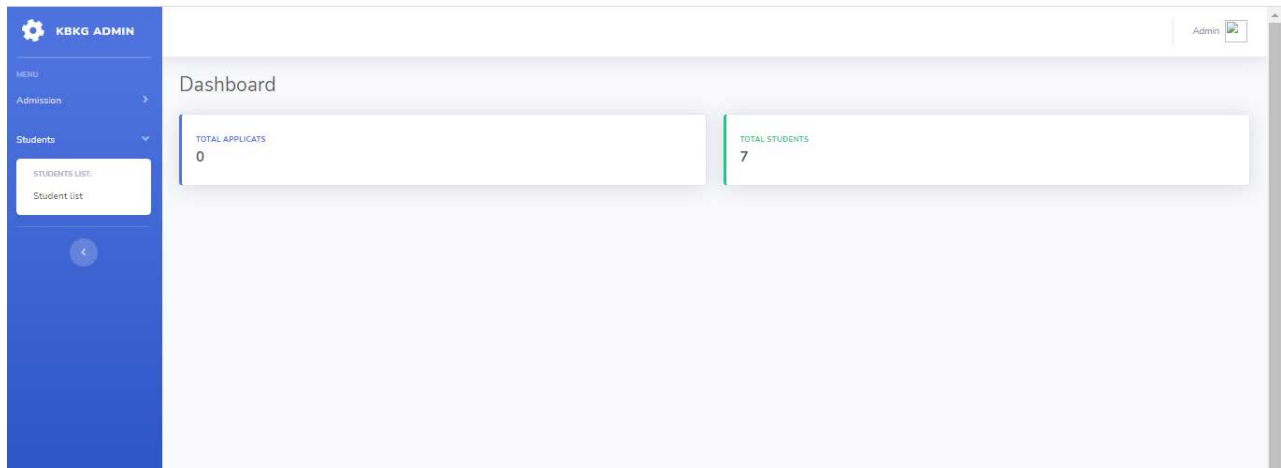 KBKG ADMIN
Admin
MENU
Admission
Students
STUDENTS LIST:
Student list
Dashboard
TOTAL APPLICATS
0
TOTAL STUDENTS
7